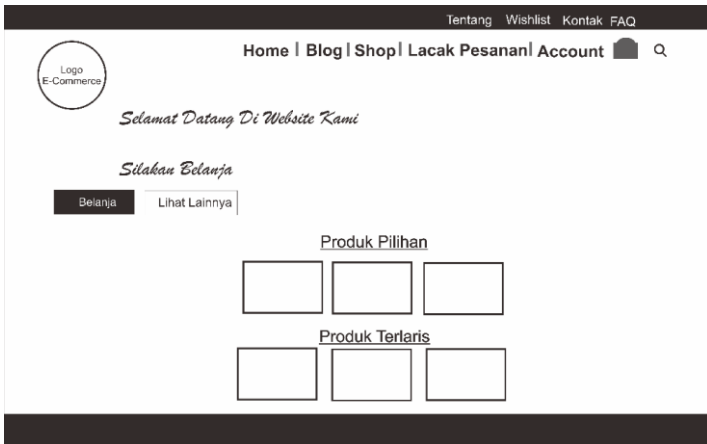 Tentang Wishlist Kontak FAQ
Home | Blog | Shop | Lacak Pesanan | Account
Logo
E-Commerce
Selamat Datang Di Website Kami
Silakan Belanja
Belanja Lihat Lainnya
Produk Pilihan
Produk Terlaris